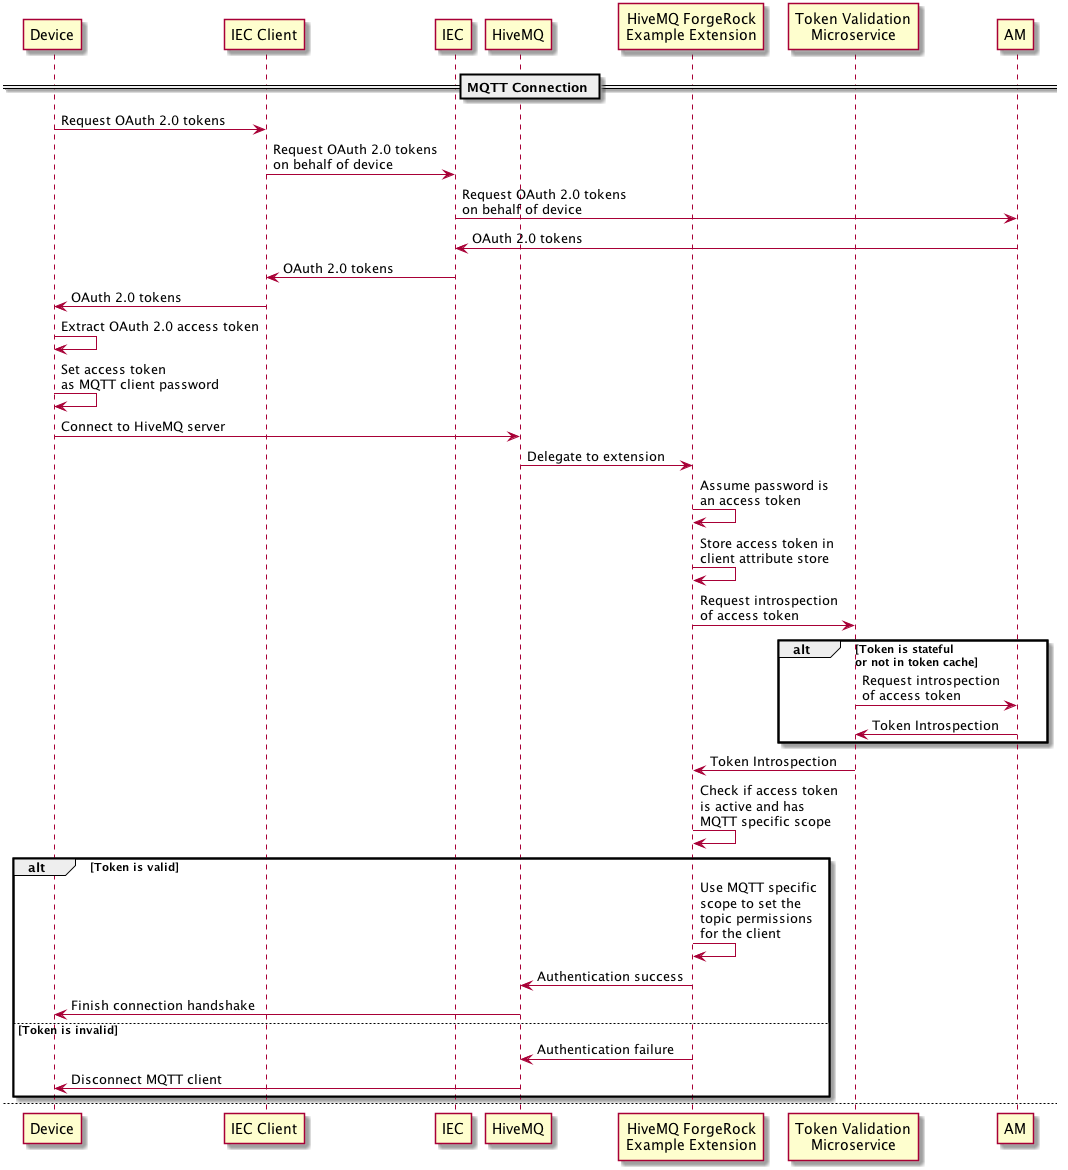 Device
IEC Client
IEC
HiveMQ
HiveMQ ForgeRock
Example Extension
Token Validation
Microservice
AM
MQTT Connection
Request OAuth 2.0 tokens
Request OAuth 2.0 tokens
on behalf of device
Request OAuth 2.0 tokens
on behalf of device
OAuth 2.0 tokens
OAuth 2.0 tokens
OAuth 2.0 tokens
Extract OAuth 2.0 access token
Set access token
as MQTT client password
Connect to HiveMQ server
Delegate to extension
Assume password is
an access token
Store access token in
client attribute store
Request introspection
of access token
alt
[Token is stateful
or not in token cache]
Request introspection
of access token
Token Introspection
Token Introspection
Check if access token
is active and has
MQTT specific scope
alt
[Token is valid]
Use MQTT specific
scope to set the
topic permissions
for the client
Authentication success
Finish connection handshake
[Token is invalid]
Authentication failure
Disconnect MQTT client
Device
IEC Client
IEC
HiveMQ
HiveMQ ForgeRock
Example Extension
Token Validation
Microservice
AM